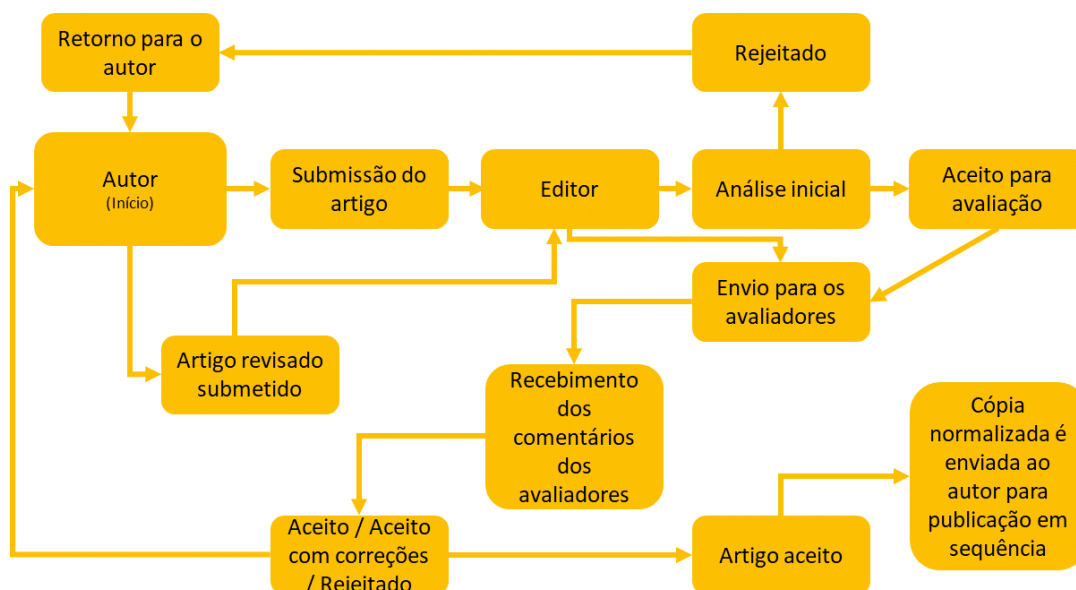 Retorno para o
autor
Rejeitado
Autor
(Início)
Submissão do
artigo
Editor
Análise inicial
Aceito para
avaliação
Envio para os
avaliadores
Artigo revisado
submetido
Recebimento
dos
comentários
dos
avaliadores
Cópia
normalizada é
enviada ao
autor para
publicação em
sequência
Aceito / Aceito
com correções
/ Rejeitado
Artigo aceito